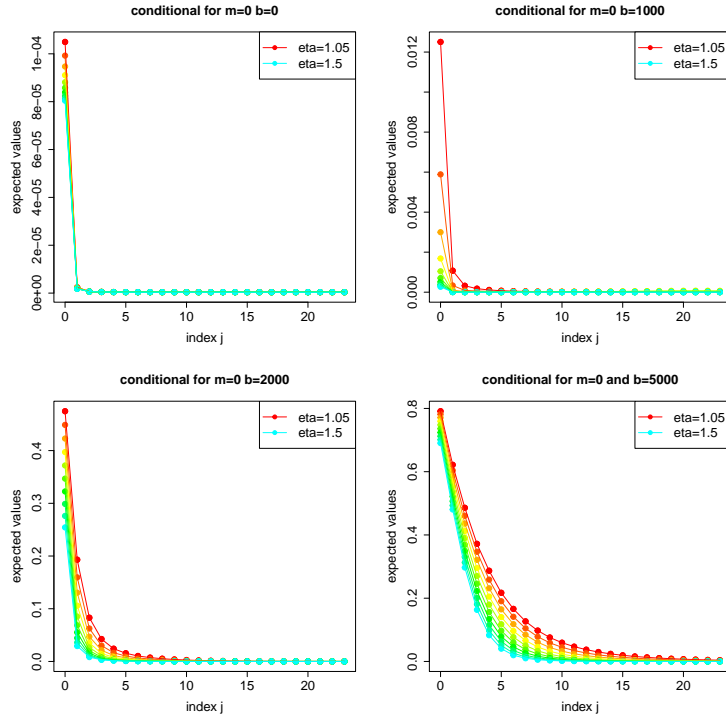 conditional for m=0 b=0
eta=1.05
eta=1.5
expected values
0e+00
2e-05
4e-05
6e-05
8e-05
1e-04
0
5
10
15
20
index j
conditional for m=0 b=1000
eta=1.05
eta=1.5
expected values
0.000
0.004
0.008
0.012
0
5
10
15
20
index j
conditional for m=0 b=2000
eta=1.05
eta=1.5
expected values
0.0
0.1
0.2
0.3
0.4
0
5
10
15
20
index j
conditional for m=0 and b=5000
eta=1.05
eta=1.5
expected values
0.0
0.2
0.4
0.6
0.8
0
5
10
15
20
index j